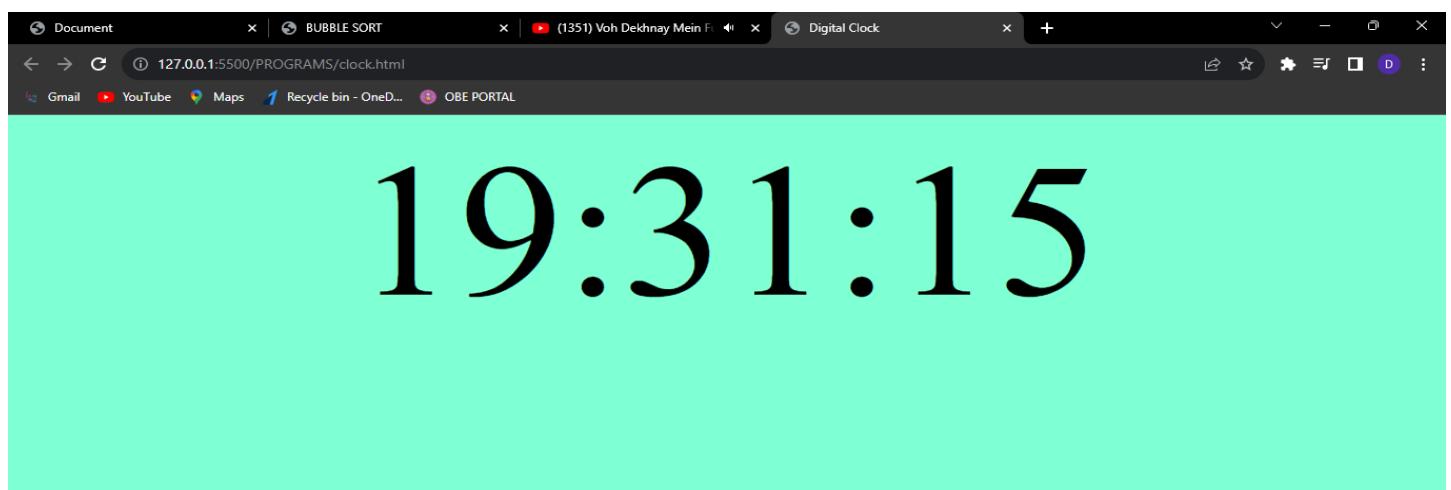 Document BUBBLE SORT (1351) Voh Dekhnay Mein Digital Clock
127.0.0.1:5500/PROGRAMS/clock.html D
Gmail YouTube Maps Recycle bin - OneD... OBE PORTAL
19:31:15